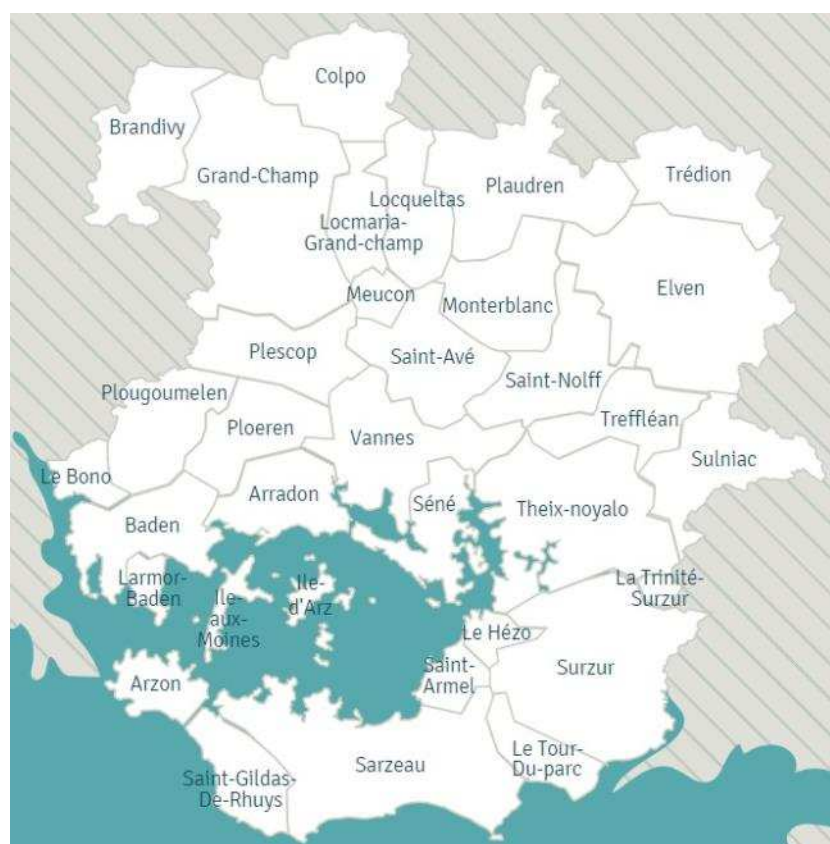 Colpo
Brandivy
Grand-Champ
Locqueltas
Plaudren
Trédion
Locmaria-
Grand-champ
Meucon
Monterblanc
Elven
Plescop
Saint-Avé
Saint-Nolff
Plougoumelen
Ploeren
Vannes
Treffléan
Sulniac
Le Bono
Arradon
Séné
Theix-noyalo
Baden
Larmor-
Baden
Ile-
aux-
Moines
Ile-
d'Arz
La Trinité-
Surzur
Le Hézo
Saint-
Armel
Surzur
Arzon
Sarzeau
Le Tour-
Du-parc
Saint-Gildas-
De-Rhuys